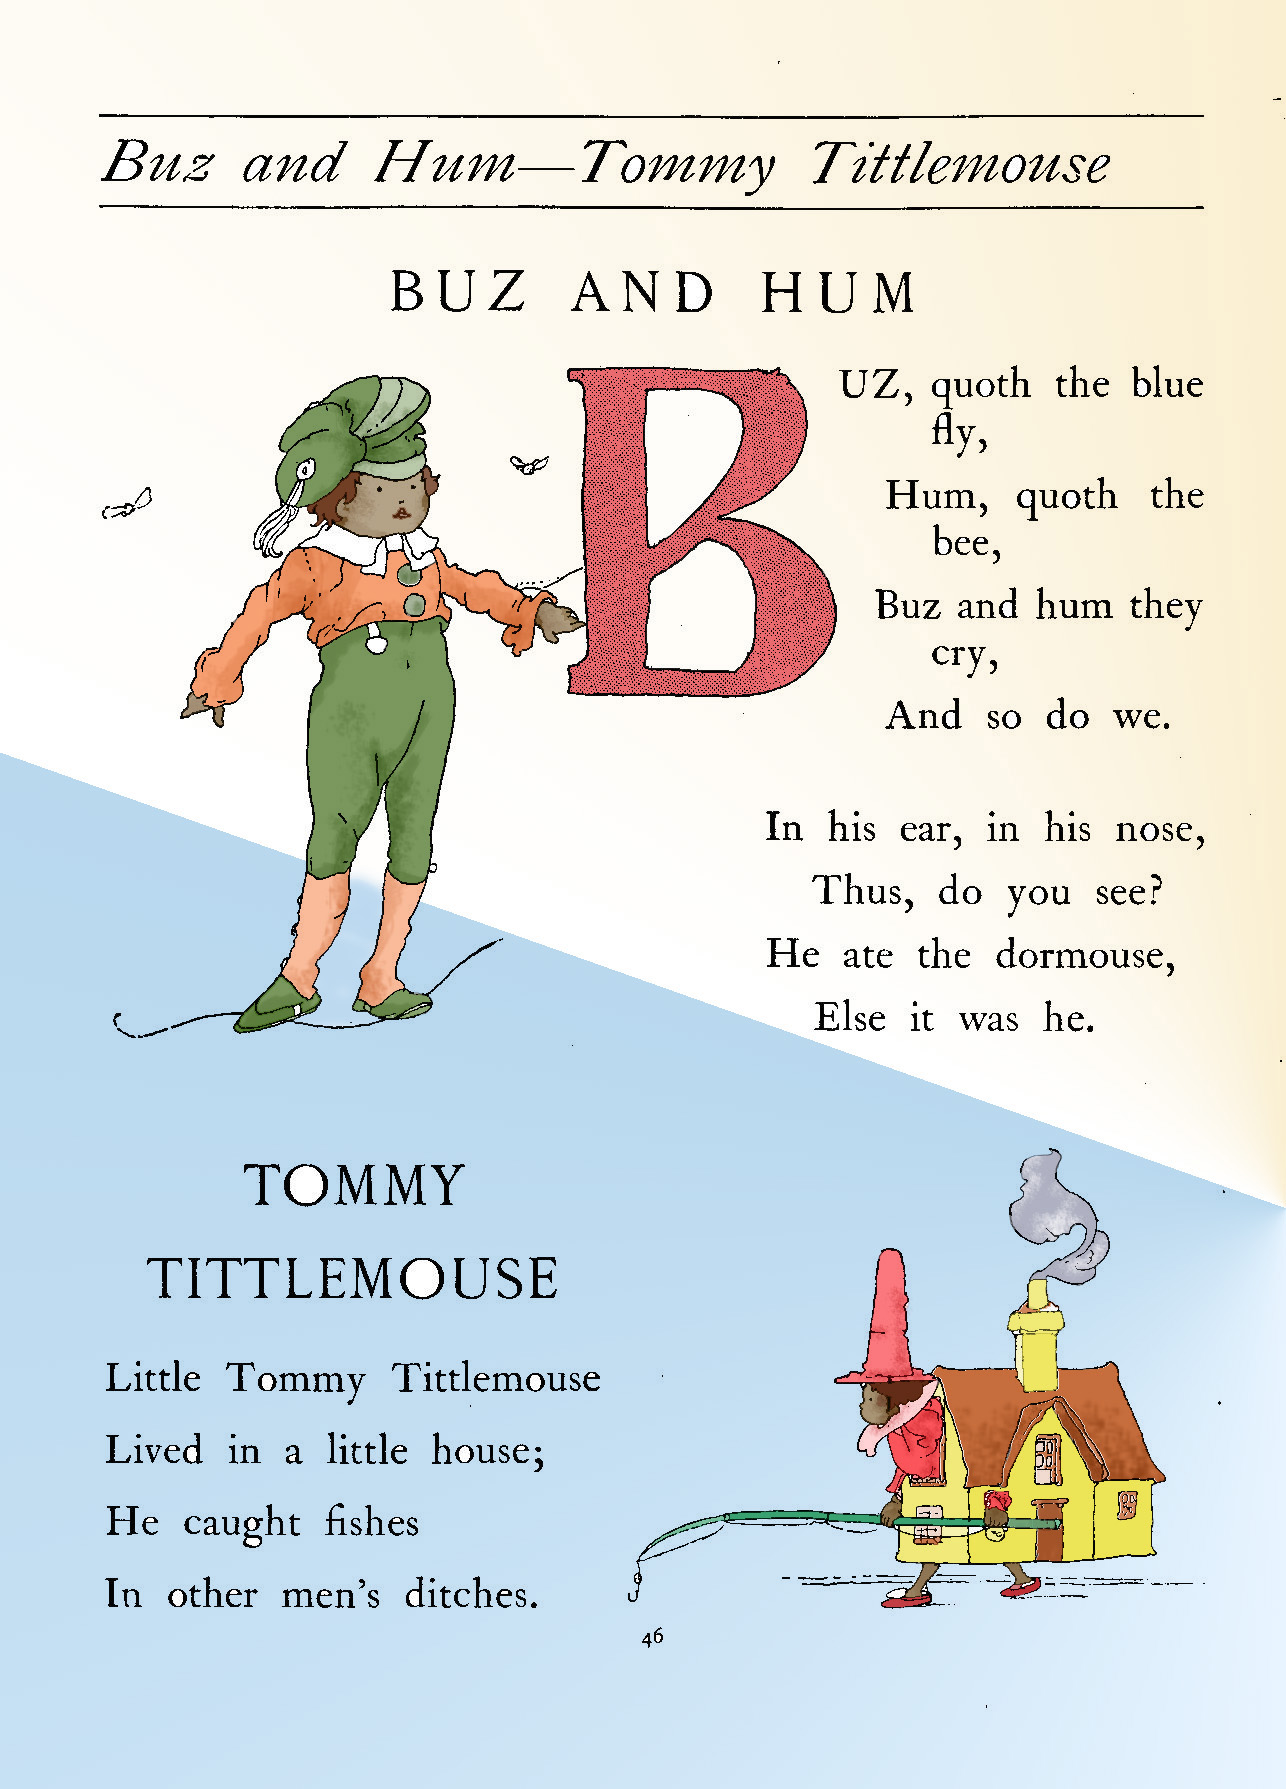 Buz and Hum—Tommy Tittlemouse
BUZ AND HUM
BUZ, quoth the blue
fly,
Hum, quoth the
bee,
Buz and hum they
cry,
And so do we.
In his ear, in his nose,
Thus, do you see?
He ate the dormouse,
Else it was he.
TOMMY
TITTLEMOUSE
Little Tommy Tittlemouse
Lived in a little house;
He caught fishes
In other men's ditches.
46